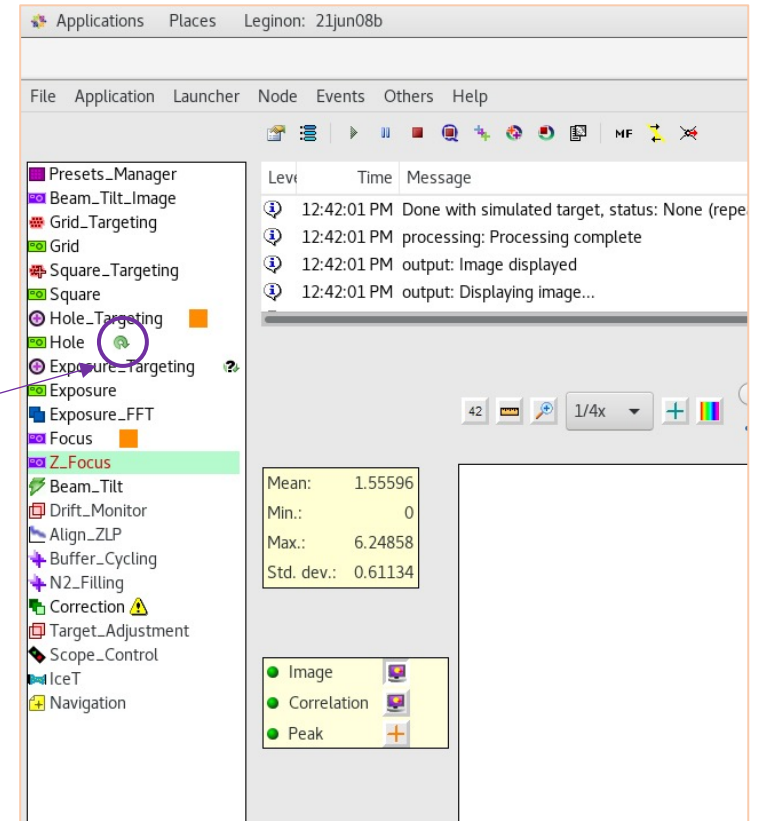 Applications Places Leginon: 21jun08b
File Application Launcher Node Events Others Help
MF
Presets_Manager
Beam_Tilt_Image
Grid_Targeting
Grid
Square_Targeting
Square
Hole_Targeting
Hole
Exposure_Targeting
Exposure
Exposure_FFT
Focus
Z_Focus
Beam_Tilt
Drift_Monitor
Align_ZLP
Buffer_Cycling
N2_Filling
Correction
Target_Adjustment
Scope_Control
IceT
Navigation
Leve Time Message
12:42:01 PM Done with simulated target, status: None (repe
12:42:01 PM processing: Processing complete
12:42:01 PM output: Image displayed
12:42:01 PM output: Displaying image...
42 1/4x
Mean: 1.55596
Min.: 0
Max.: 6.24858
Std. dev.: 0.61134
Image
Correlation
Peak